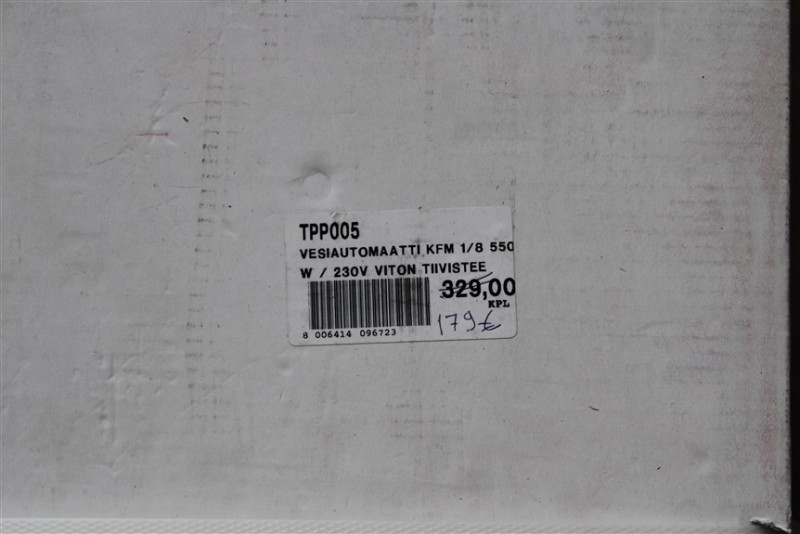 TPP005
VESIAUTOMAATTI KFM 1/8 550
W / 230V VITON TIIVISTEE
329,00
KPL
179€
8 006414 096723